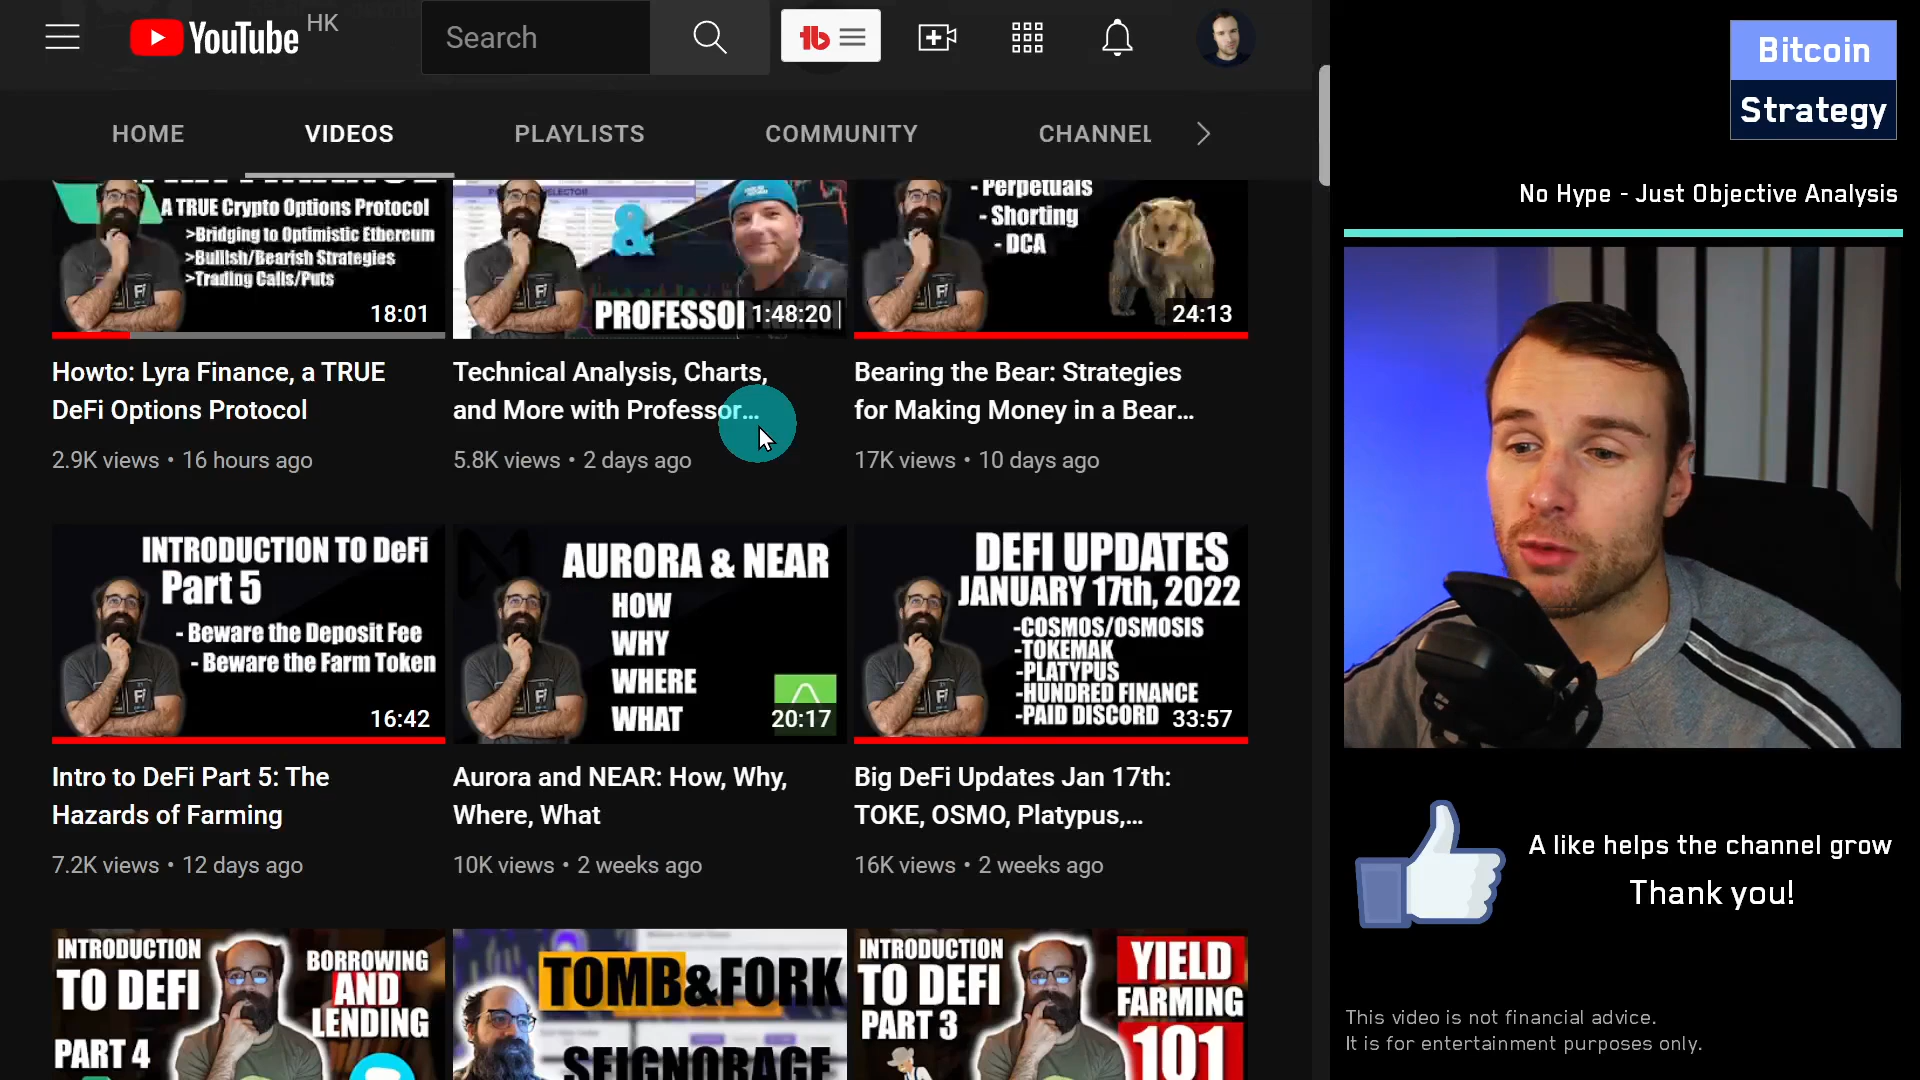 YouTube HK
Search
tb
HOME
VIDEOS
PLAYLISTS
COMMUNITY
CHANNEL
A TRUE Crypto Options Protocol
>Bridging to Optimistic Ethereum
>Bullish/Bearish Strategies
>Trading Calls/Puts
18:01
&
PROFESSOR
1:48:20
- Perpetuals
- Shorting
- DCA
24:13
Howto: Lyra Finance, a TRUE
DeFi Options Protocol
2.9K views • 16 hours ago
Technical Analysis, Charts,
and More with Professor...
5.8K views • 2 days ago
Bearing the Bear: Strategies
for Making Money in a Bear...
17K views • 10 days ago
INTRODUCTION TO DeFi
Part 5
- Beware the Deposit Fee
- Beware the Farm Token
16:42
AURORA & NEAR
HOW
WHY
WHERE
WHAT
20:17
DEFI UPDATES
JANUARY 17th, 2022
-COSMOS/OSMOSIS
-TOKEMAK
-PLATYPUS
-HUNDRED FINANCE
-PAID DISCORD
33:57
Intro to DeFi Part 5: The
Hazards of Farming
7.2K views • 12 days ago
Aurora and NEAR: How, Why,
Where, What
10K views • 2 weeks ago
Big DeFi Updates Jan 17th:
TOKE, OSMO, Platypus,...
16K views • 2 weeks ago
INTRODUCTION
TO DEFI
PART 4
BORROWING
AND
LENDING
TOMB&FORK
SEIGNORAGE
INTRODUCTION
TO DEFI
PART 3
YIELD
FARMING
101
Bitcoin
Strategy
No Hype - Just Objective Analysis
A like helps the channel grow
Thank you!
This video is not financial advice.
It is for entertainment purposes only.